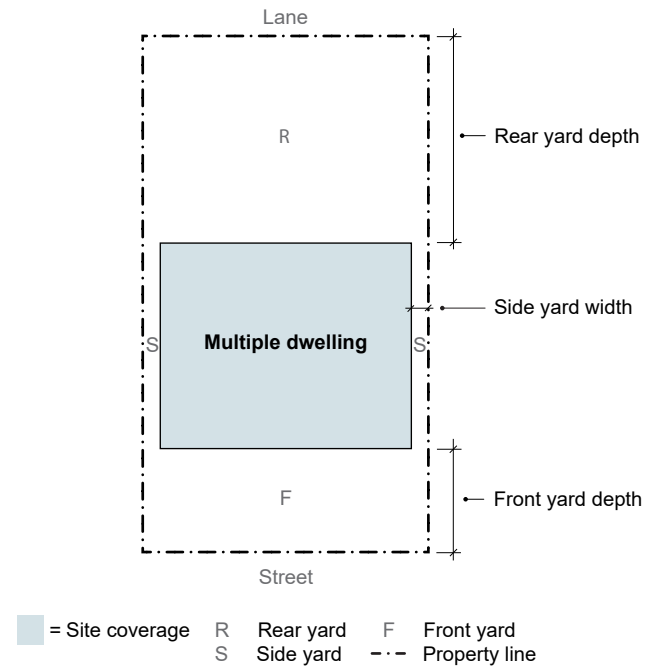 Lane
R
Rear yard depth
Side yard width
S Multiple dwelling S
F
Front yard depth
Street
= Site coverage R Rear yard F Front yard
S Side yard Property line